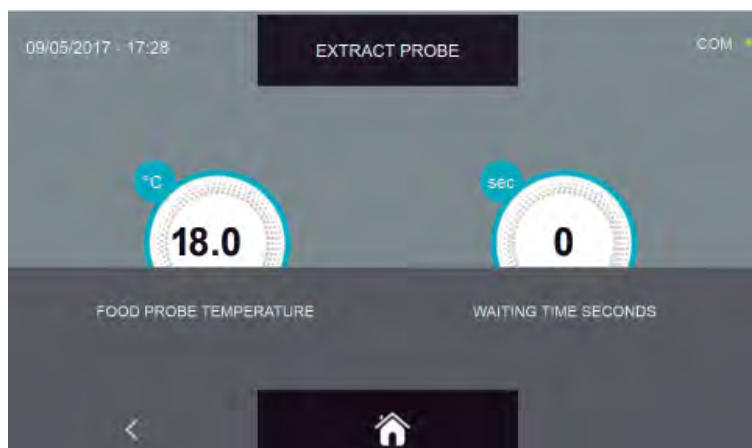 09/05/2017 - 17:28
EXTRACT PROBE
COM
°C
sec
18.0
0
FOOD PROBE TEMPERATURE
WAITING TIME SECONDS